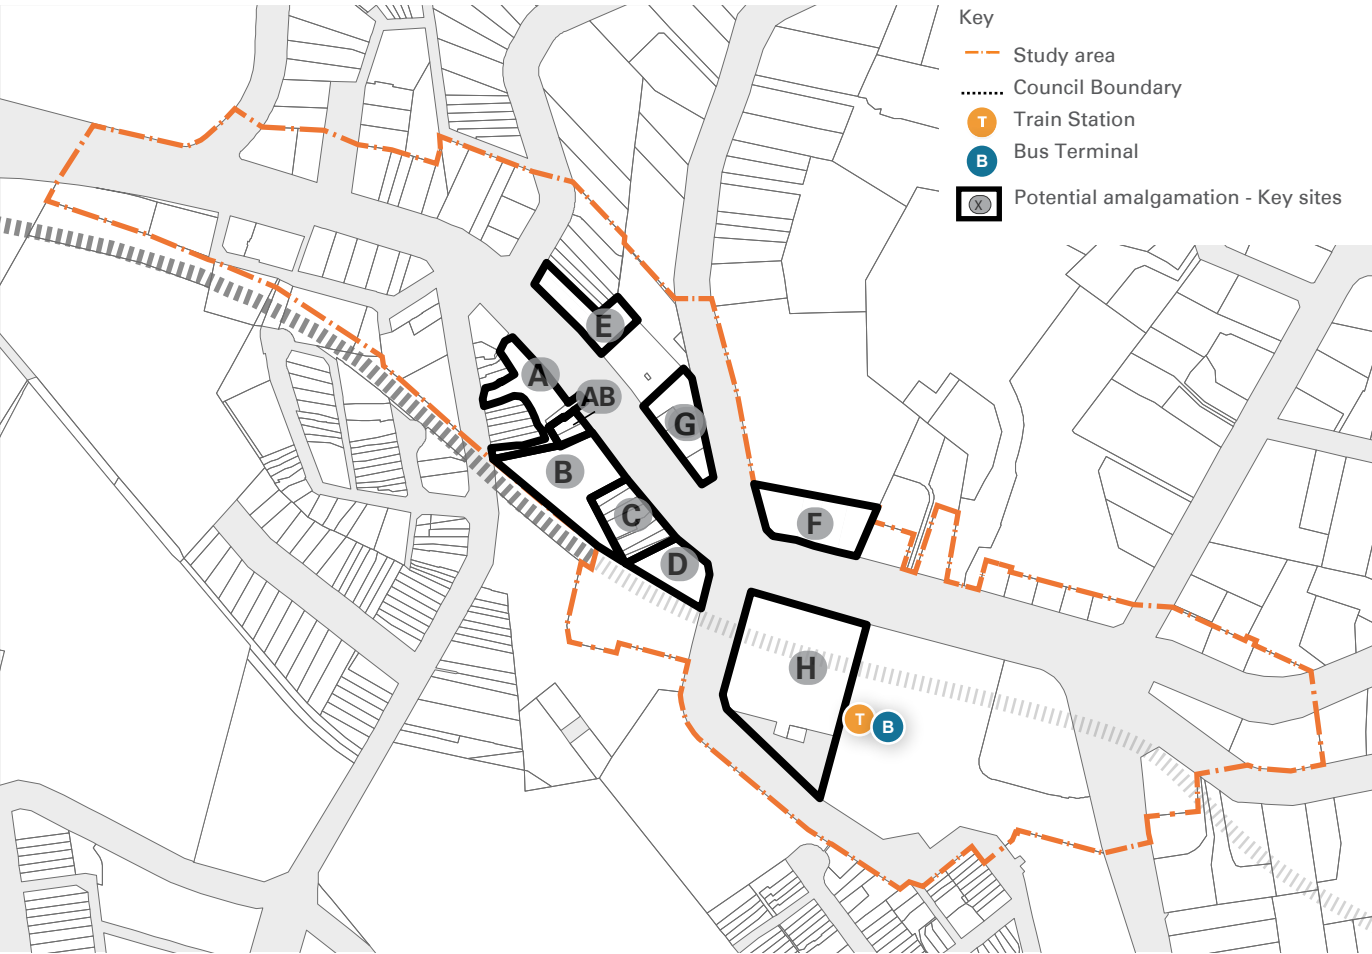 Key
Study area
Council Boundary
T Train Station
B Bus Terminal
X Potential amalgamation - Key sites
E
A
AB
G
B
C
F
D
H
T
B